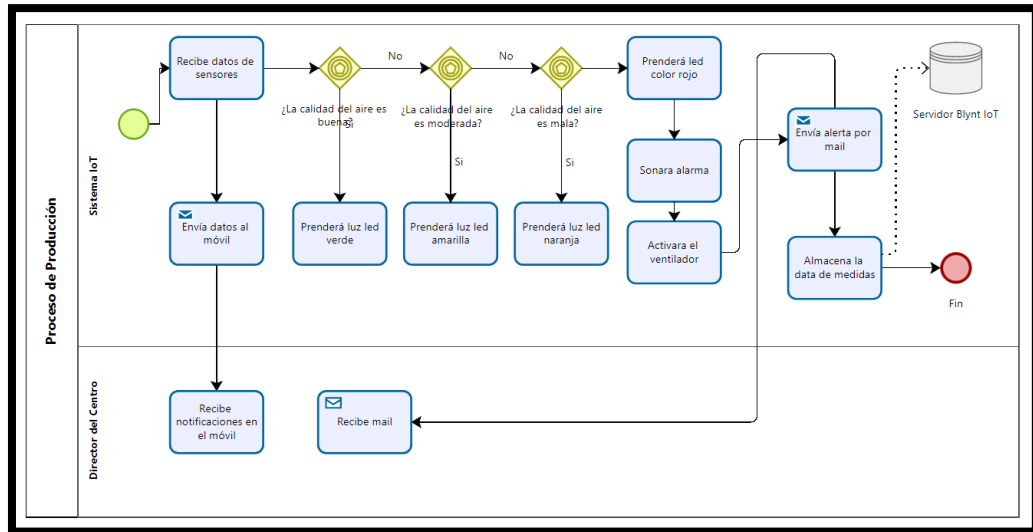 Proceso de Producción
Sistema IoT
Recibe datos de
sensores
¿La calidad del aire es
buena?
Si
No
¿La calidad del aire
es moderada?
Si
No
¿La calidad del aire
es mala?
Si
Prenderá led
color rojo
Sonara alarma
Activara el
ventilador
Envía alerta por
mail
Almacena la
data de medidas
Servidor Blynt IoT
Fin
Envía datos al
móvil
Prenderá luz led
verde
Prenderá luz led
amarilla
Prenderá luz led
naranja
Director del Centro
Recibe
notificaciones en
el móvil
Recibe mail